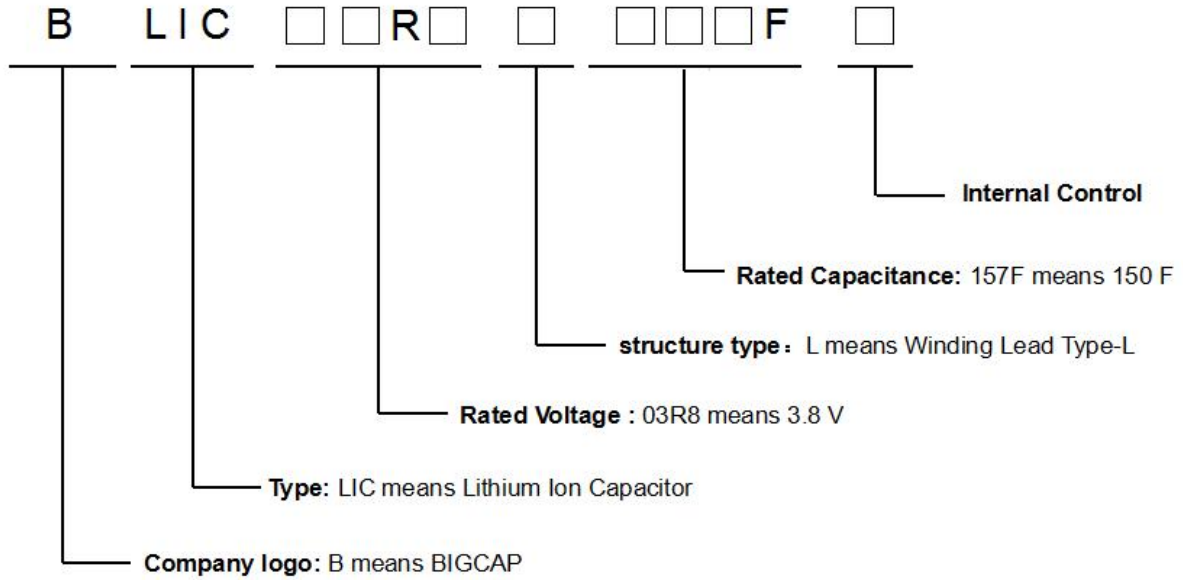 B LIC □□R□ □ □□□F □
Internal Control
Rated Capacitance: 157F means 150 F
structure type：L means Winding Lead Type-L
Rated Voltage : 03R8 means 3.8 V
Type: LIC means Lithium Ion Capacitor
Company logo: B means BIGCAP